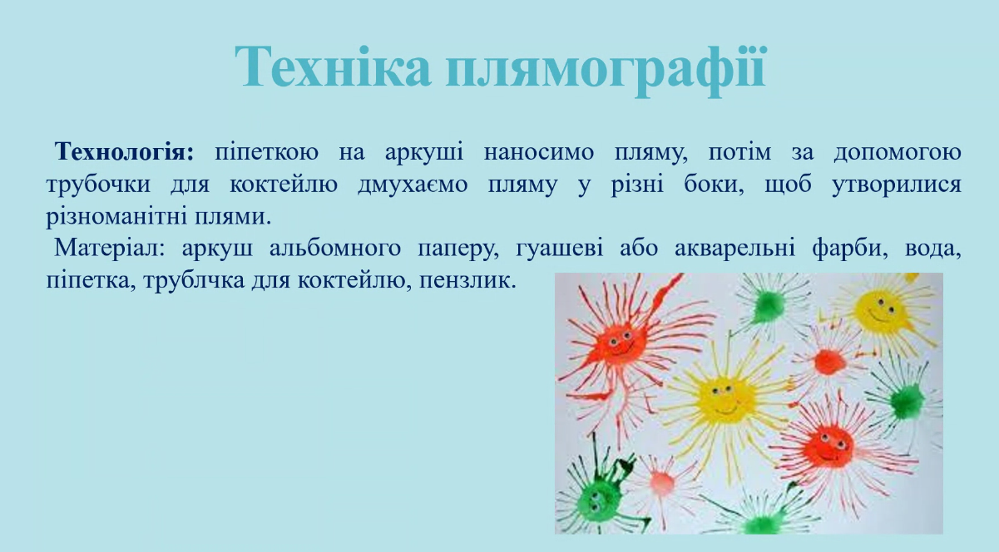 Техніка плямографії
Технологія: піпеткою на аркуші наносимо пляму, потім за допомогою
трубочки для коктейлю дмухаємо пляму у різні боки, щоб утворилися
різноманітні плями.
Матеріал: аркуш альбомного паперу, гуашеві або акварельні фарби, вода,
піпетка, трублчка для коктейлю, пензлик.